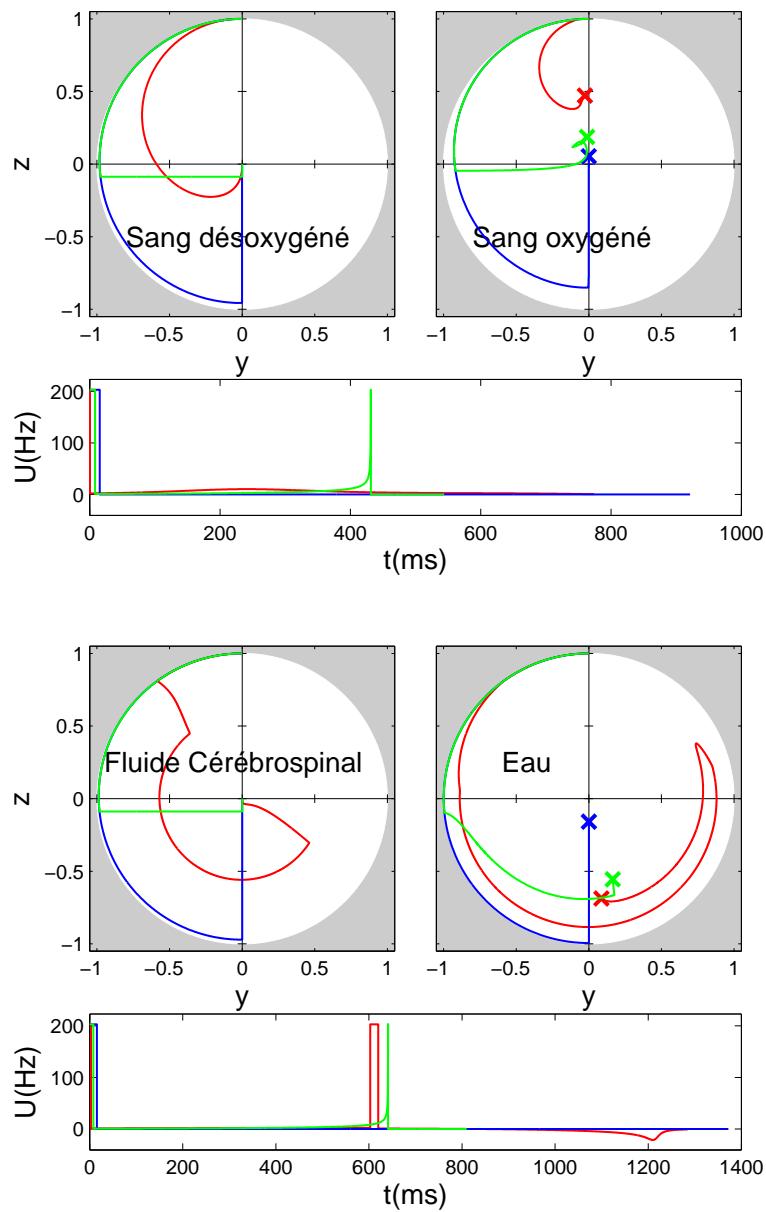 1
0.5
0
−0.5
−1
z
Sang désoxygéné
−1 −0.5 0 0.5 1
y
Sang oxygéné
−1 −0.5 0 0.5 1
y
200
100
0
U(Hz)
0 200 400 600 800 1000
t(ms)
1
0.5
0
−0.5
−1
z
Fluide Cérébrospinal
−1 −0.5 0 0.5 1
y
Eau
−1 −0.5 0 0.5 1
y
200
100
0
U(Hz)
0 200 400 600 800 1000 1200 1400
t(ms)